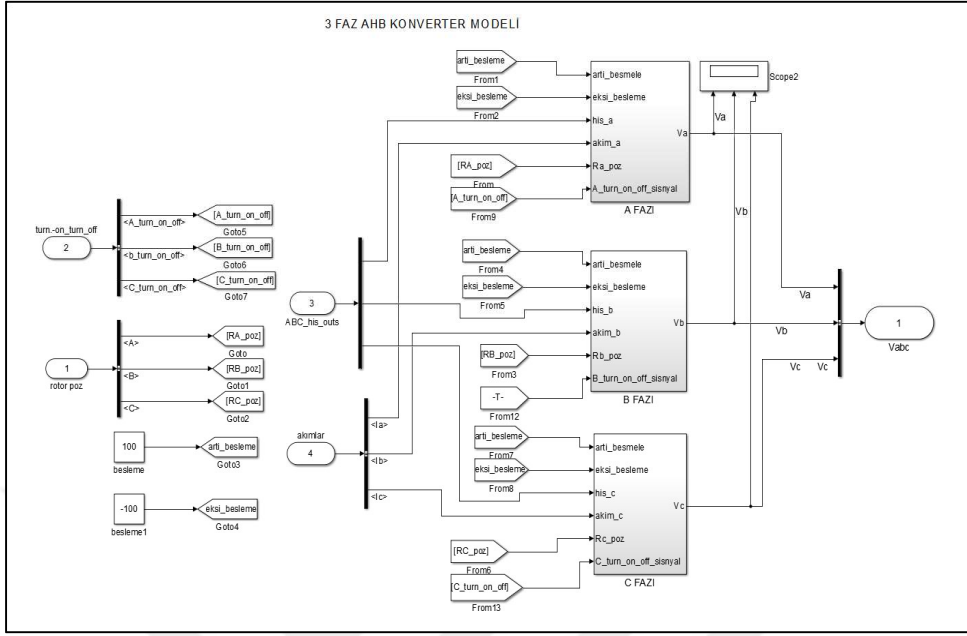 3 FAZ AHB KONVERTER MODELİ
turn.-on_turn_off
2
<A_turn_on_off>
<b_turn_on_off>
<C_turn_on_off>
[A_turn_on_off]
Goto5
[B_turn_on_off]
Goto6
[C_turn_on_off]
Goto7
1
rotor poz
<A>
<B>
<C>
[RA_poz]
Goto
[RB_poz]
Goto1
[RC_poz]
Goto2
100
besleme
arti_besleme
Goto3
-100
besleme1
eksi_besleme
Goto4
3
ABC_his_outs
akımlar
4
<Ia>
<Ib>
<Ic>
arti_besleme
From1
eksi_besleme
From2
[RA_poz]
From
[A_turn_on_off]
From9
arti_besmele
eksi_besleme
his_a
akim_a
Ra_poz
A_turn_on_off_sisnyal
Va
A FAZI
arti_besleme
From4
eksi_besleme
From5
[RB_poz]
From3
-T-
From12
arti_besmele
eksi_besleme
his_b
akim_b
Rb_poz
B_turn_on_off_sisnyal
Vb
B FAZI
arti_besleme
From7
eksi_besleme
From8
[RC_poz]
From6
[C_turn_on_off]
From13
arti_besmele
eksi_besleme
his_c
akim_c
Rc_poz
C_turn_on_off_sisnyal
Vc
C FAZI
Scope2
Va
Vb
Va
Vb
Vc
Vc
1
Vabc